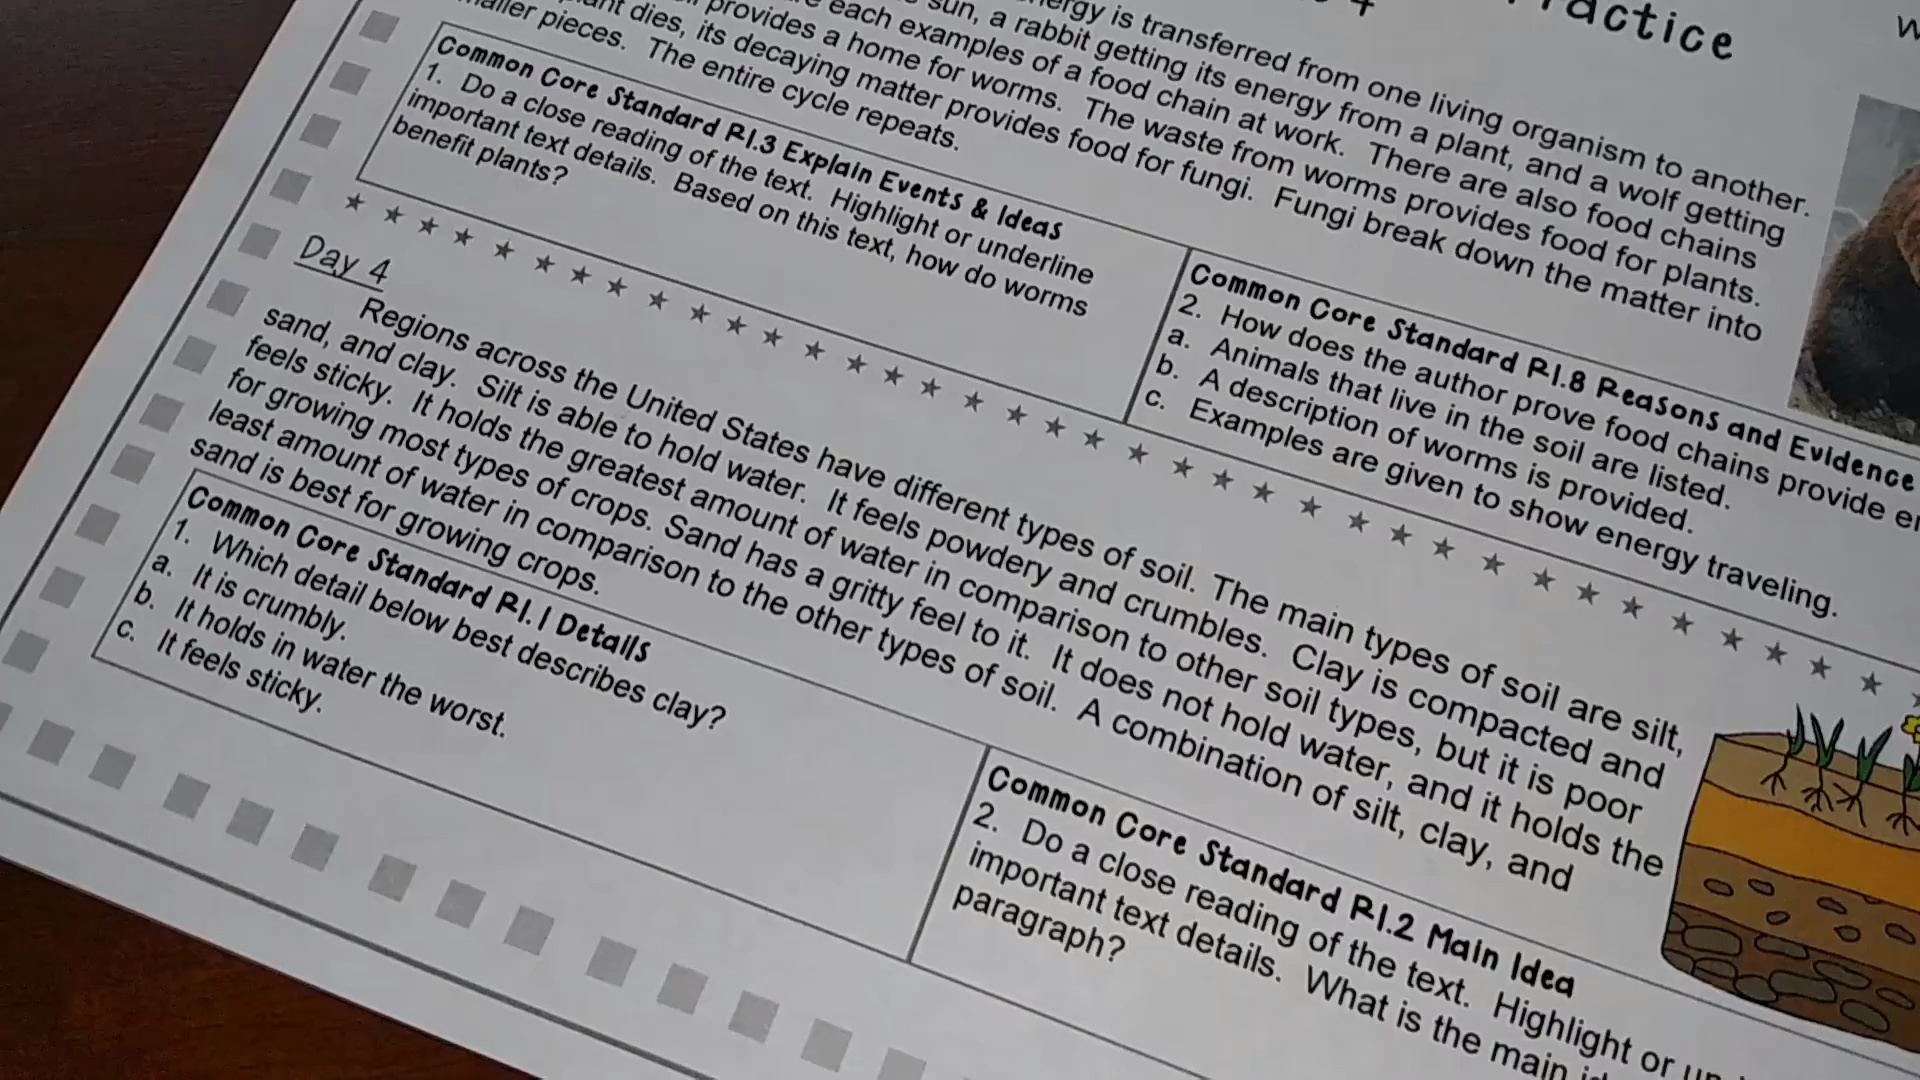 Practice
W
ergy is transferred from one living organism to another.
sun, a rabbit getting its energy from a plant, and a wolf getting
each examples of a food chain at work. There are also food chains
provides a home for worms. The waste from worms provides food for plants.
dies, its decaying matter provides food for fungi. Fungi break down the matter into
pieces. The entire cycle repeats.
Common Core Standard RI.3 Explain Events & Ideas
1. Do a close reading of the text. Highlight or underline
important text details. Based on this text, how do worms
benefit plants?
Common Core Standard RI.8 Reasons and Evidence
2. How does the author prove food chains provide
a. Animals that live in the soil are listed.
b. A description of worms is provided.
c. Examples are given to show energy traveling.
Day 4
Regions across the United States have different types of soil. The main types of soil are silt,
sand, and clay. Silt is able to hold water. It feels powdery and crumbles. Clay is compacted and
feels sticky. It holds the greatest amount of water in comparison to other soil types, but it is poor
for growing most types of crops. Sand has a gritty feel to it. It does not hold water, and it holds the
least amount of water in comparison to the other types of soil. A combination of silt, clay, and
sand is best for growing crops.
Common Core Standard RI.1 Details
1. Which detail below best describes clay?
a. It is crumbly.
b. It holds in water the worst.
c. It feels sticky.
Common Core Standard RI.2 Main Idea
2. Do a close reading of the text. Highlight or
important text details. What is the main
paragraph?